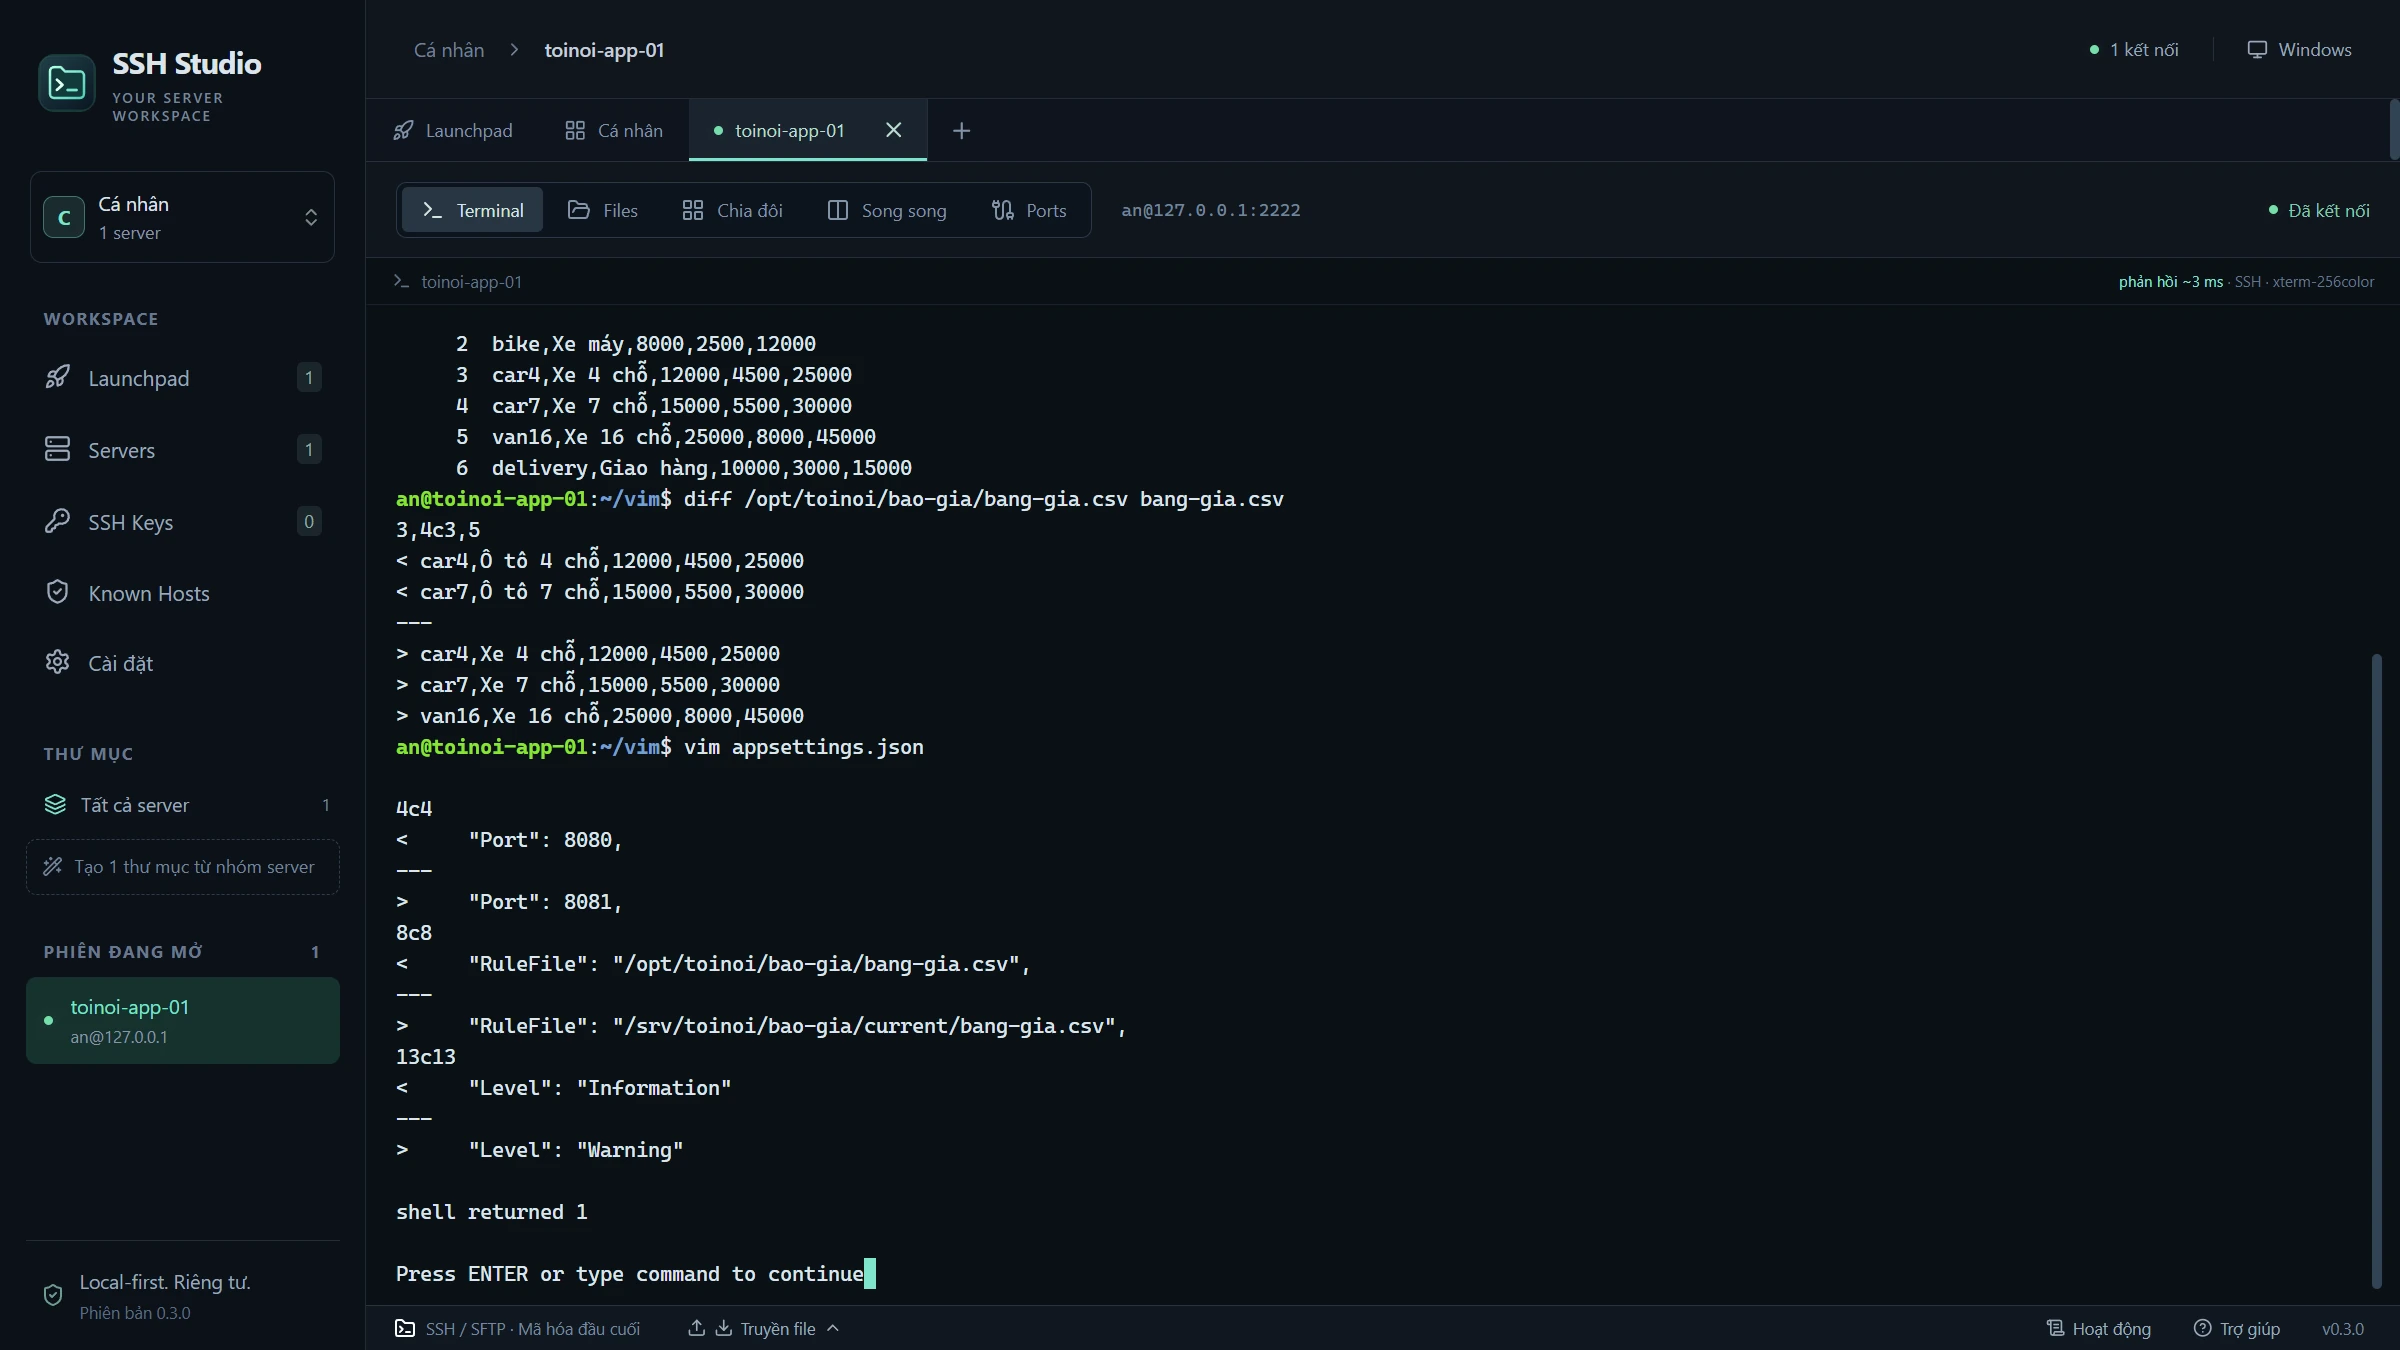 SSH Studio
YOUR SERVER
WORKSPACE
C
Cá nhân
1 server
WORKSPACE
Launchpad 1
Servers 1
SSH Keys 0
Known Hosts
Cài đặt
THƯ MỤC
Tất cả server 1
Tạo 1 thư mục từ nhóm server
PHIÊN ĐANG MỞ 1
toinoi-app-01
an@127.0.0.1
Local-first. Riêng tư.
Phiên bản 0.3.0
Cá nhân > toinoi-app-01
1 kết nối
Windows
Launchpad
Cá nhân
toinoi-app-01
Terminal
Files
Chia đôi
Song song
Ports
an@127.0.0.1:2222
Đã kết nối
toinoi-app-01
phản hồi ~3 ms · SSH · xterm-256color
2 bike,Xe máy,8000,2500,12000
3 car4,Xe 4 chỗ,12000,4500,25000
4 car7,Xe 7 chỗ,15000,5500,30000
5 van16,Xe 16 chỗ,25000,8000,45000
6 delivery,Giao hàng,10000,3000,15000
an@toinoi-app-01:~/vim$ diff /opt/toinoi/bao-gia/bang-gia.csv bang-gia.csv
3,4c3,5
< car4,Ô tô 4 chỗ,12000,4500,25000
< car7,Ô tô 7 chỗ,15000,5500,30000
---
> car4,Xe 4 chỗ,12000,4500,25000
> car7,Xe 7 chỗ,15000,5500,30000
> van16,Xe 16 chỗ,25000,8000,45000
an@toinoi-app-01:~/vim$ vim appsettings.json
4c4
<     "Port": 8080,
---
>     "Port": 8081,
8c8
<     "RuleFile": "/opt/toinoi/bao-gia/bang-gia.csv",
---
>     "RuleFile": "/srv/toinoi/bao-gia/current/bang-gia.csv",
13c13
<     "Level": "Information"
---
>     "Level": "Warning"
shell returned 1
Press ENTER or type command to continue
SSH / SFTP · Mã hóa đầu cuối
Truyền file
Hoạt động
Trợ giúp
v0.3.0